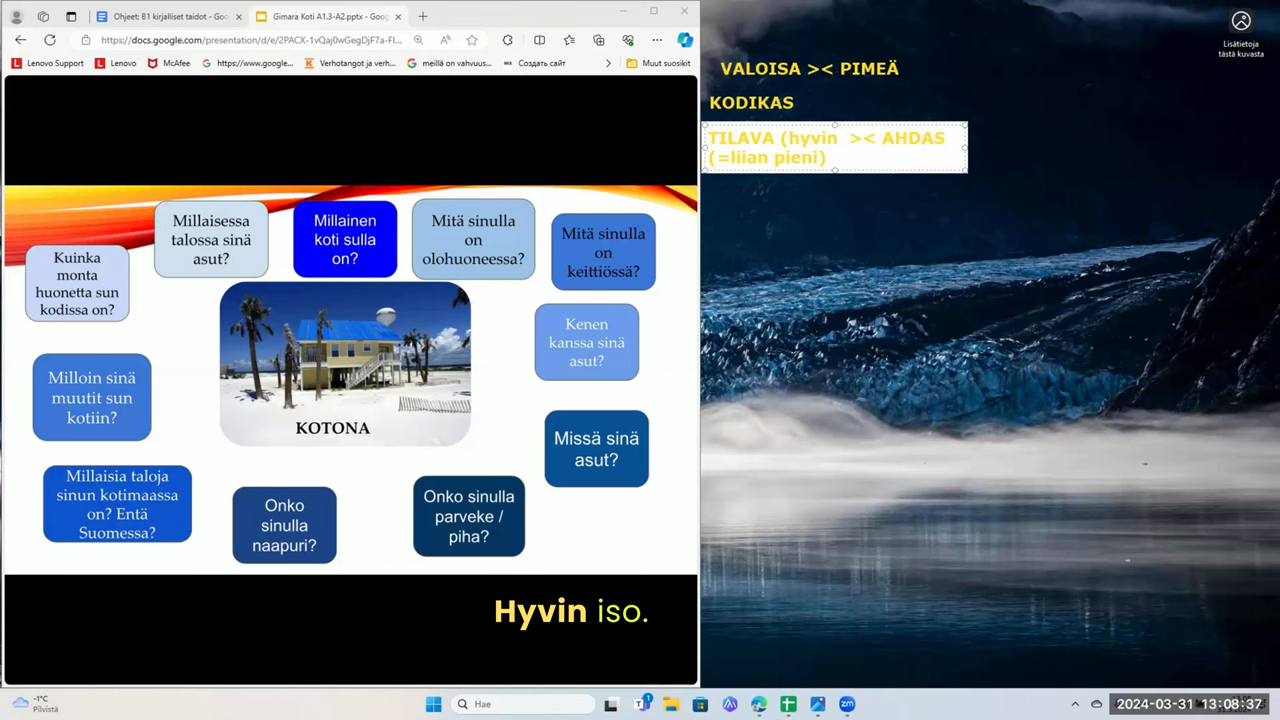 Ohjeet: B1 kirjalliset taidot - Goo
Gimara Koti A1.3-A2.pptx - Goo
https://docs.google.com/presentation/d/e/2PACX-1vQaj0wGegDjF7a-FI...
Lenovo Support
Lenovo
McAfee
https://www.google...
Verhotangot ja verh...
meillä on vahvuus...
Создать сайт
Muut suosikit
Lisätietoja
tästä kuvasta
VALOISA >< PIMEÄ
KODIKAS
TILAVA (hyvin >< AHDAS
(=liian pieni)
Millaisessa
talossa sinä
asut?
Millainen
koti sulla
on?
Mitä sinulla
on
olohuoneessa?
Mitä sinulla
on
keittiössä?
Kuinka
monta
huonetta sun
kodissa on?
Kenen
kanssa sinä
asut?
Milloin sinä
muutit sun
kotiin?
KOTONA
Missä sinä
asut?
Millaisia taloja
sinun kotimaassa
on? Entä
Suomessa?
Onko
sinulla
naapuri?
Onko sinulla
parveke /
piha?
Hyvin iso.
-1°C
Pilvistä
Hae
2024-03-31 13:08:37